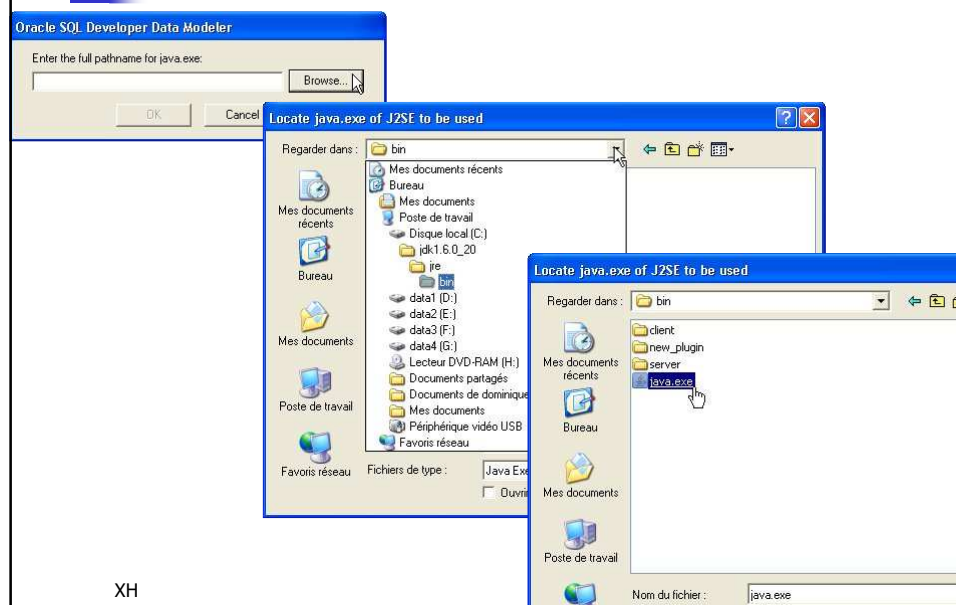 Oracle SQL Developer Data Modeler
Enter the full pathname for java.exe:
Browse...
OK
Cancel
Locate java.exe of J2SE to be used
Regarder dans :
bin
Mes documents récents
Bureau
Mes documents
Poste de travail
Disque local (C:)
jdk1.6.0_20
jre
bin
data1 (D:)
data2 (E:)
data3 (F:)
data4 (G:)
Lecteur DVD-RAM (H:)
Documents partagés
Documents de dominique
Mes documents
Périphérique vidéo USB
Favoris réseau
Mes documents
récents
Bureau
Mes documents
Poste de travail
Favoris réseau
Fichiers de type :
Java Exe
Ouvri
Locate java.exe of J2SE to be used
Regarder dans :
bin
client
new_plugin
server
java.exe
Mes documents
récents
Bureau
Mes documents
Poste de travail
Nom du fichier :
java.exe
XH